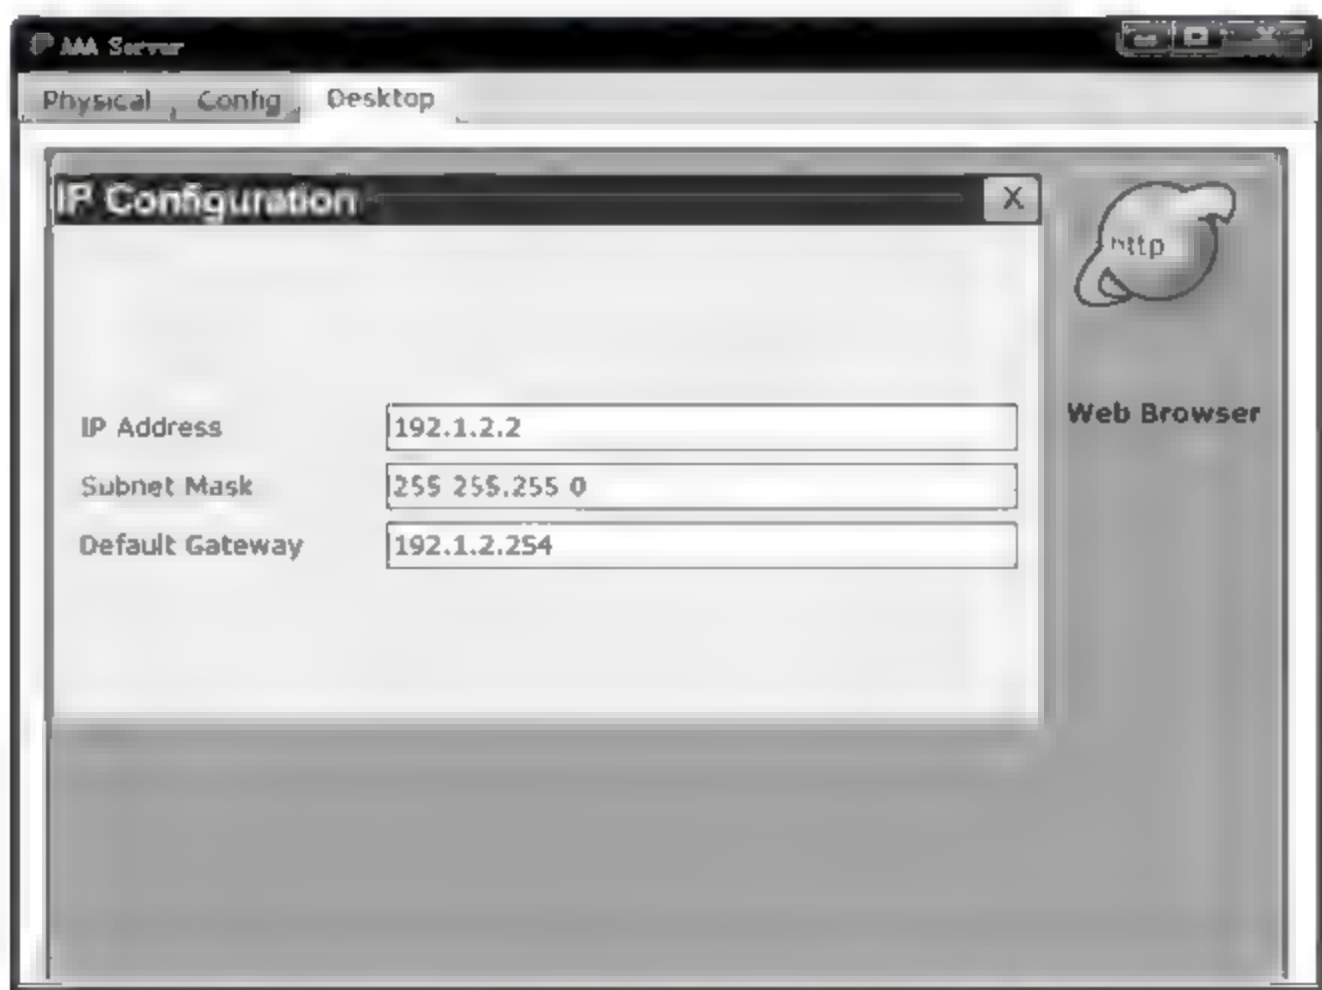 AAA Server
Physical Config Desktop
IP Configuration X
http
IP Address 192.1.2.2
Web Browser
Subnet Mask 255 255.255 0
Default Gateway 192.1.2.254